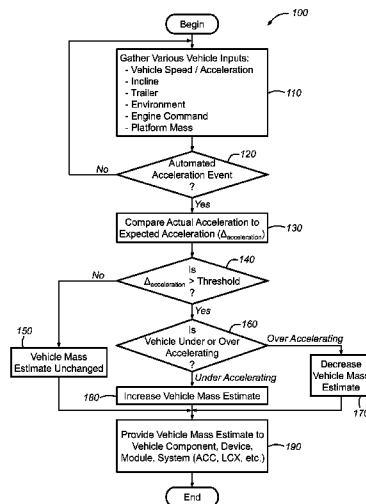 Begin
100
Gather Various Vehicle Inputs:
- Vehicle Speed / Acceleration
- Incline
- Trailer
- Environment
- Engine Command
- Platform Mass
110
120
Automated
Acceleration Event
?
No
Yes
Compare Actual Acceleration to
Expected Acceleration (Δacceleration)
130
140
Is
Δacceleration > Threshold
?
No
Yes
150
Vehicle Mass
Estimate Unchanged
160
Is
Vehicle Under or Over
Accelerating
?
Over Accelerating
Under Accelerating
Decrease
Vehicle Mass
Estimate
170
180
Increase Vehicle Mass Estimate
Provide Vehicle Mass Estimate to
Vehicle Component, Device,
Module, System (ACC, LCX, etc.)
190
End